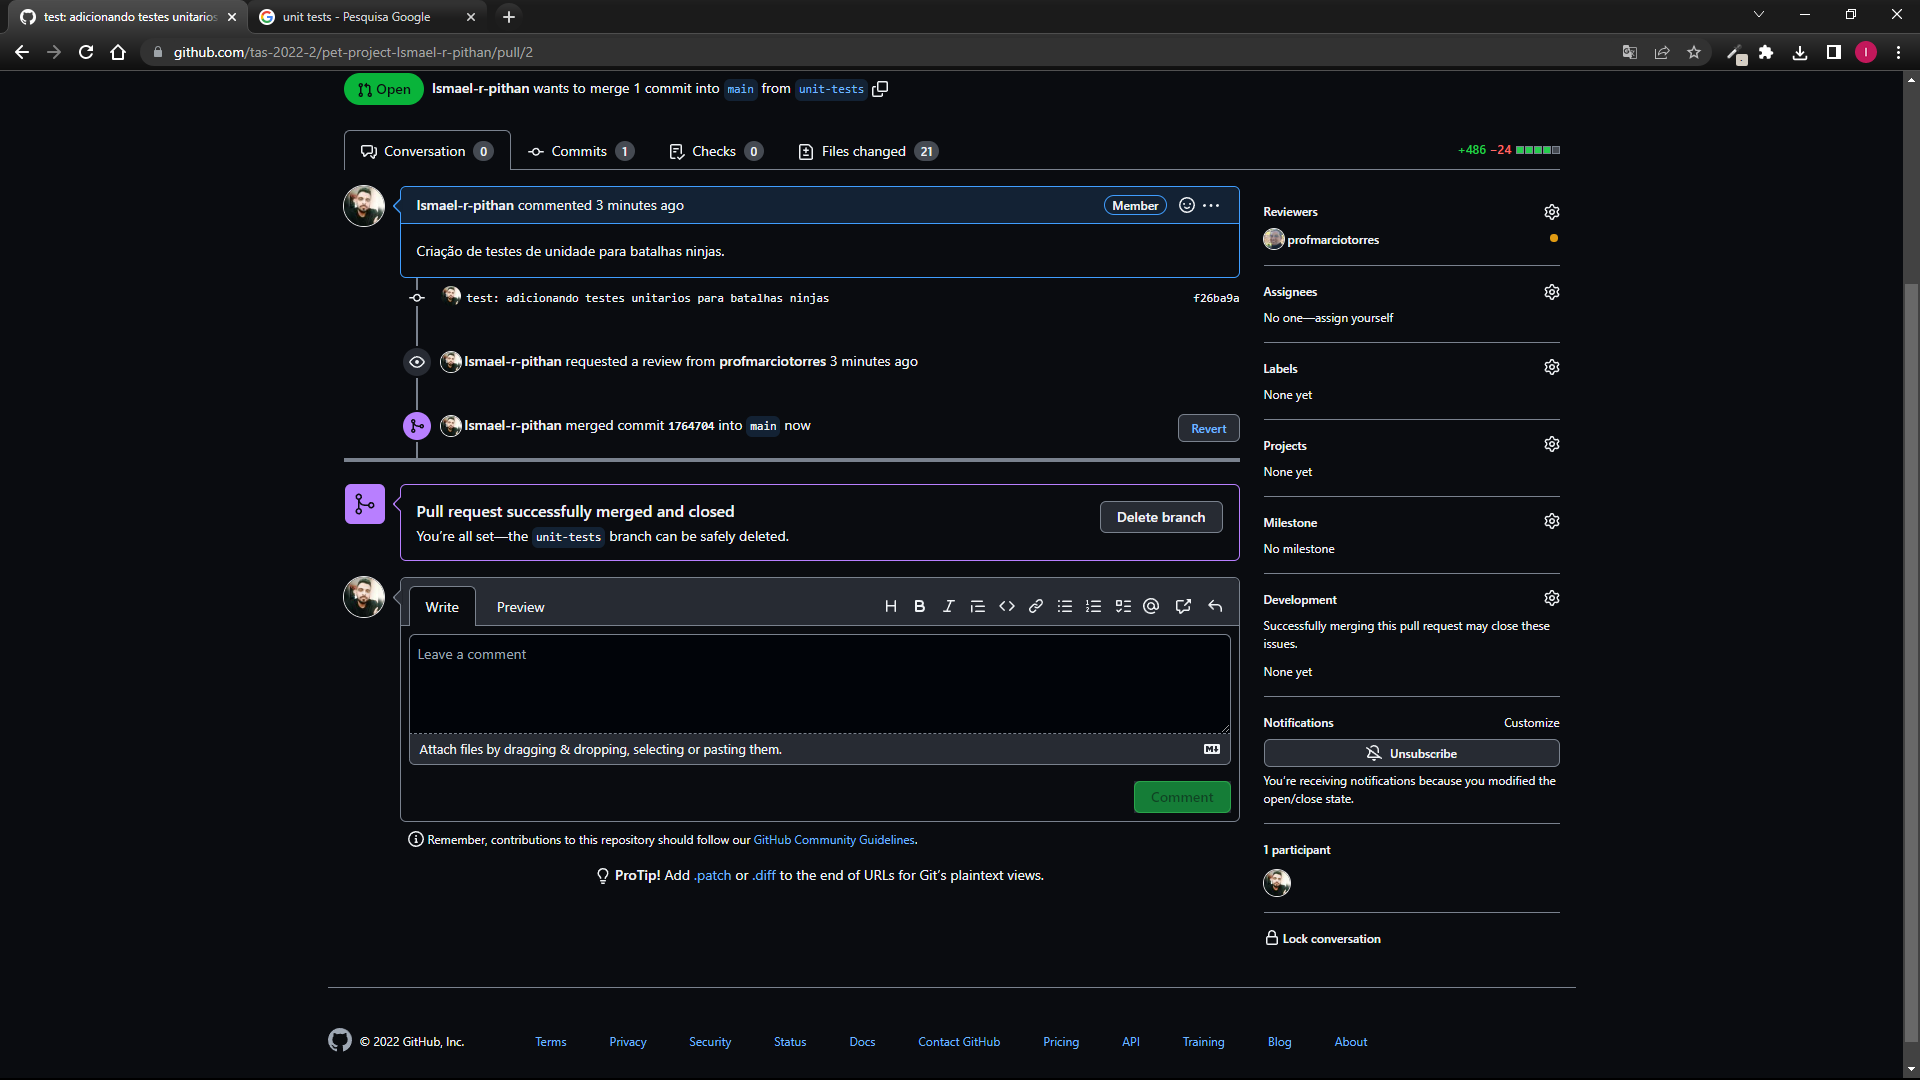 test: adicionando testes unitarios
unit tests - Pesquisa Google
github.com/tas-2022-2/pet-project-Ismael-r-pithan/pull/2
Open
Ismael-r-pithan wants to merge 1 commit into main from unit-tests
Conversation 0
Commits 1
Checks 0
Files changed 21
+486 −24
Ismael-r-pithan commented 3 minutes ago
Member
Criação de testes de unidade para batalhas ninjas.
test: adicionando testes unitarios para batalhas ninjas
f26ba9a
Ismael-r-pithan requested a review from profmarciotorres 3 minutes ago
Ismael-r-pithan merged commit 1764704 into main now
Revert
Pull request successfully merged and closed
You're all set—the unit-tests branch can be safely deleted.
Delete branch
Write
Preview
Leave a comment
Attach files by dragging & dropping, selecting or pasting them.
Comment
Remember, contributions to this repository should follow our GitHub Community Guidelines.
ProTip! Add .patch or .diff to the end of URLs for Git's plaintext views.
Reviewers
profmarciotorres
Assignees
No one—assign yourself
Labels
None yet
Projects
None yet
Milestone
No milestone
Development
Successfully merging this pull request may close these
issues.
None yet
Notifications
Customize
Unsubscribe
You're receiving notifications because you modified the
open/close state.
1 participant
Lock conversation
© 2022 GitHub, Inc.
Terms
Privacy
Security
Status
Docs
Contact GitHub
Pricing
API
Training
Blog
About